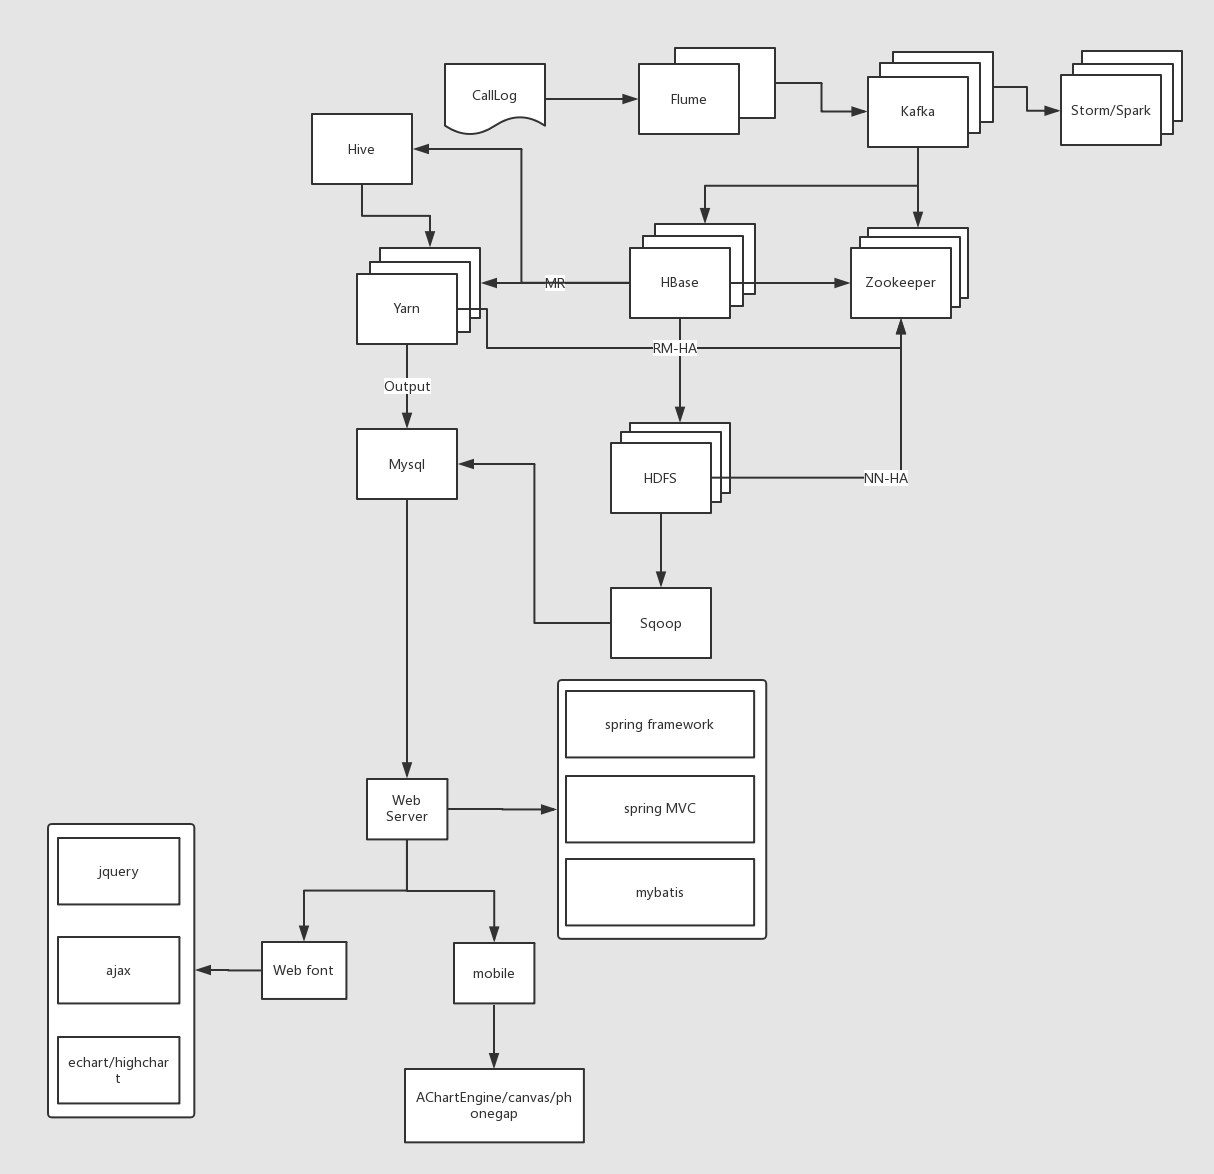 CallLog
Flume
Kafka
Storm/Spark
Hive
HBase
Zookeeper
MR
Yarn
RM-HA
Output
Mysql
HDFS
NN-HA
Sqoop
spring framework
spring MVC
mybatis
Web
Server
jquery
ajax
echart/highchar
t
Web font
mobile
AChartEngine/canvas/ph
onegap